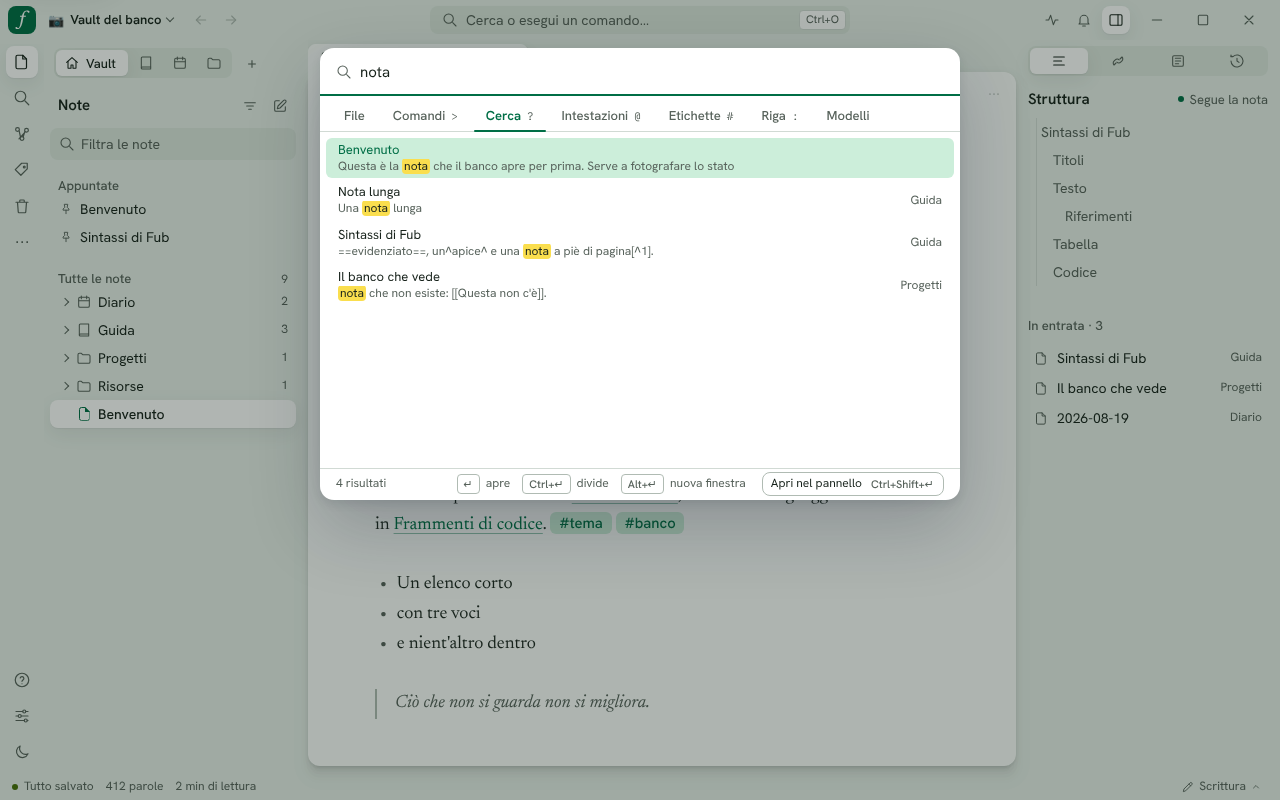 f
Vault del banco
Cerca o esegui un comando…
Ctrl+O
Vault
Note
Filtra le note
Appuntate
Benvenuto
Sintassi di Fub
Tutte le note 9
Diario 2
Guida 3
Progetti 1
Risorse 1
Benvenuto
nota
File Comandi > Cerca ? Intestazioni @ Etichette # Riga : Modelli
Benvenuto
Questa è la nota che il banco apre per prima. Serve a fotografare lo stato
Nota lunga
Una nota lunga
Guida
Sintassi di Fub
==evidenziato==, un^apice^ e una nota a piè di pagina[^1].
Guida
Il banco che vede
nota che non esiste: [[Questa non c'è]].
Progetti
4 risultati ↵ apre Ctrl+↵ divide Alt+↵ nuova finestra Apri nel pannello Ctrl+Shift+↵
in Frammenti di codice. #tema #banco
• Un elenco corto
• con tre voci
• e nient'altro dentro
Ciò che non si guarda non si migliora.
Struttura
Segue la nota
Sintassi di Fub
Titoli
Testo
Riferimenti
Tabella
Codice
In entrata · 3
Sintassi di Fub Guida
Il banco che vede Progetti
2026-08-19 Diario
Tutto salvato 412 parole 2 min di lettura
Scrittura